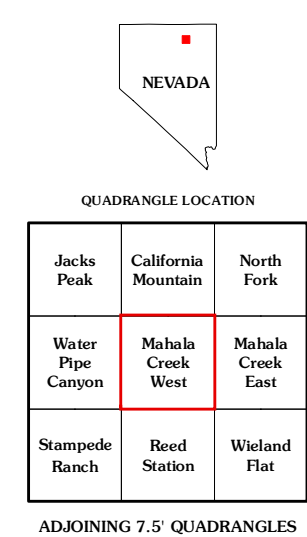 NEVADA
QUADRANGLE LOCATION
Jacks
Peak
California
Mountain
North
Fork
Water
Pipe
Canyon
Mahala
Creek
West
Mahala
Creek
East
Stampede
Ranch
Reed
Station
Wieland
Flat
ADJOINING 7.5' QUADRANGLES